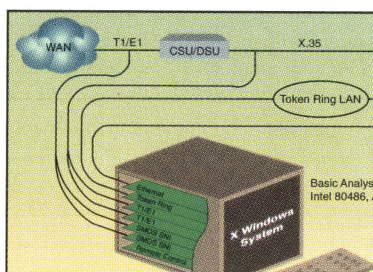 WAN
T1/E1
CSU/DSU
X.35
Token Ring LAN
Basic Analys
Intel 80486, 
Ethernet
Token Ring
T1/E1
T1/E1
SMDS SNI
SMDS SNI
Remote Control
X Windows
System